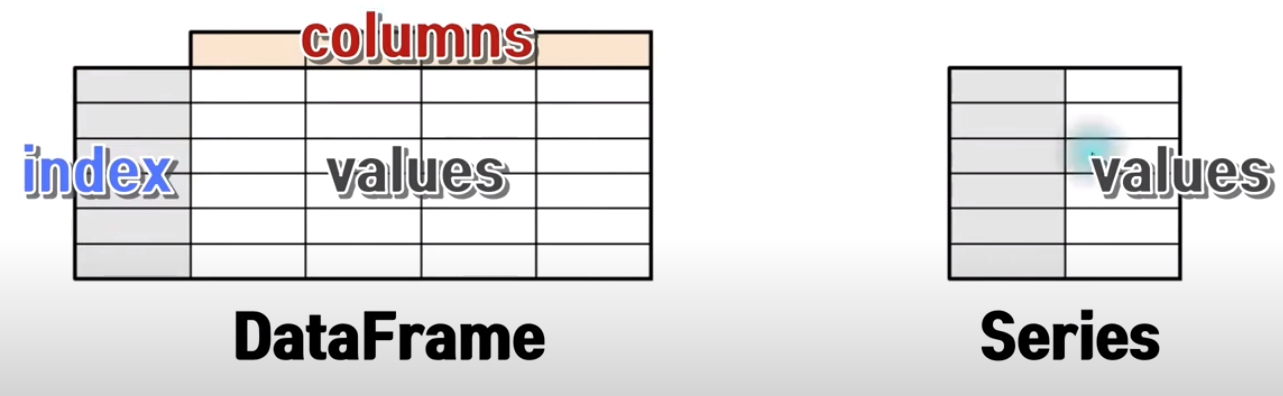 columns
index
values
values
DataFrame
Series